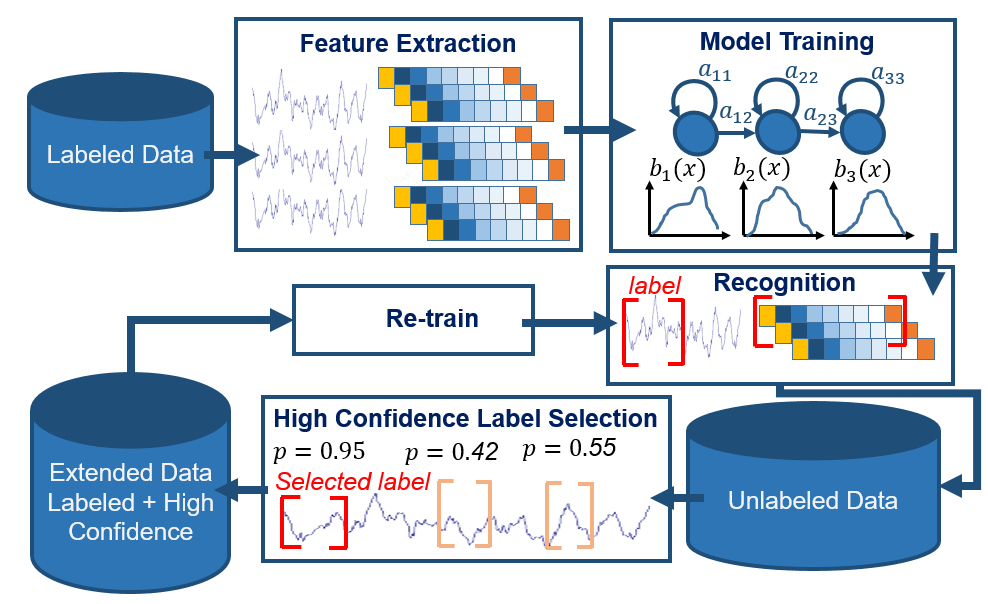 Feature Extraction
Model Training
a₁₁
a₂₂
a₃₃
a₁₂
a₂₃
Labeled Data
b₁(x)
b₂(x)
b₃(x)
Recognition
label
Re-train
High Confidence Label Selection
p = 0.95
p = 0.42
p = 0.55
Selected label
Extended Data
Labeled + High
Confidence
Unlabeled Data